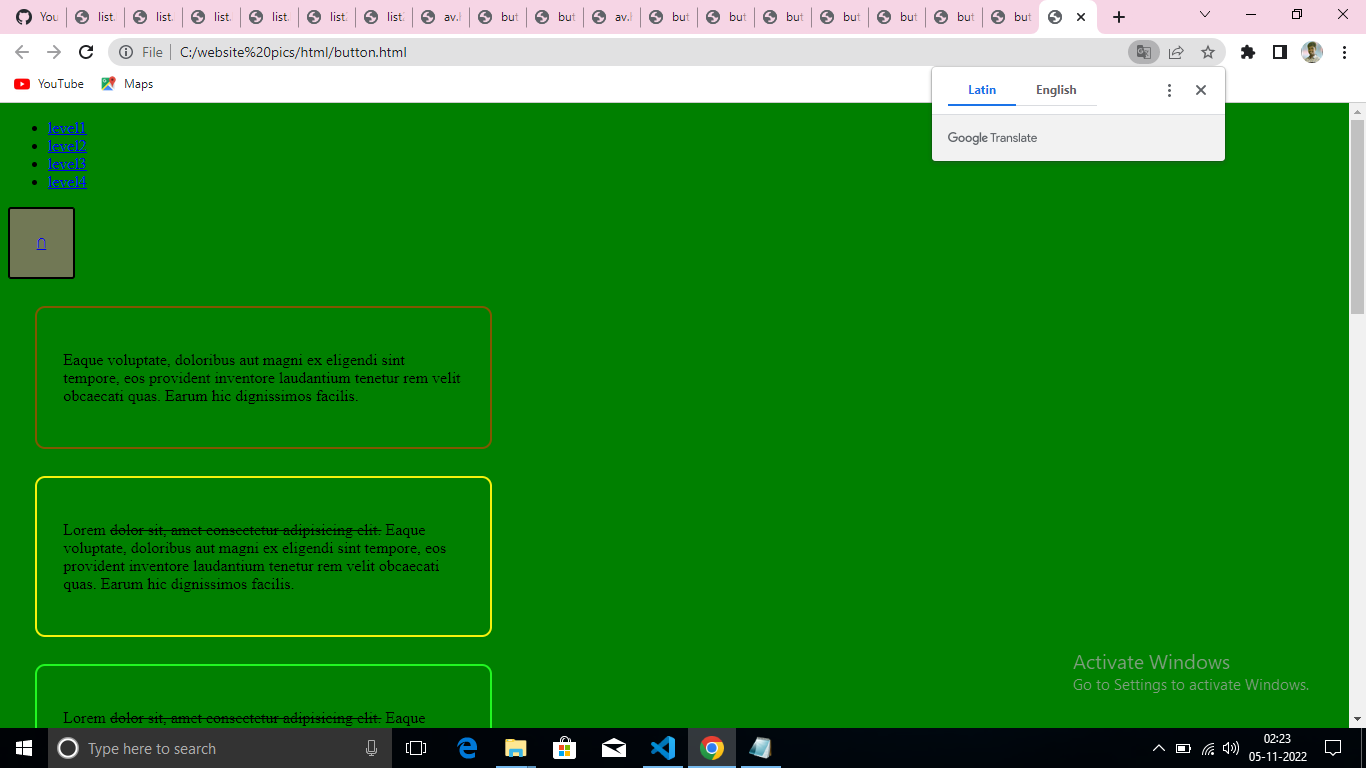 You
list.
list.
list.
list.
list:
list:
av.l
but
but
av.l
but
but
but
but
but
but
but
File
C:/website%20pics/html/button.html
YouTube
Maps
Latin
English
Google Translate
level1
level2
level3
level4
Eaque voluptate, doloribus aut magni ex eligendi sint
tempore, eos provident inventore laudantium tenetur rem velit
obcaecati quas. Earum hic dignissimos facilis.
Lorem dolor sit, amet consectetur adipisicing elit. Eaque
voluptate, doloribus aut magni ex eligendi sint tempore, eos
provident inventore laudantium tenetur rem velit obcaecati
quas. Earum hic dignissimos facilis.
Lorem dolor sit, amet consectetur adipisicing elit. Eaque
Activate Windows
Go to Settings to activate Windows.
Type here to search
02:23
05-11-2022